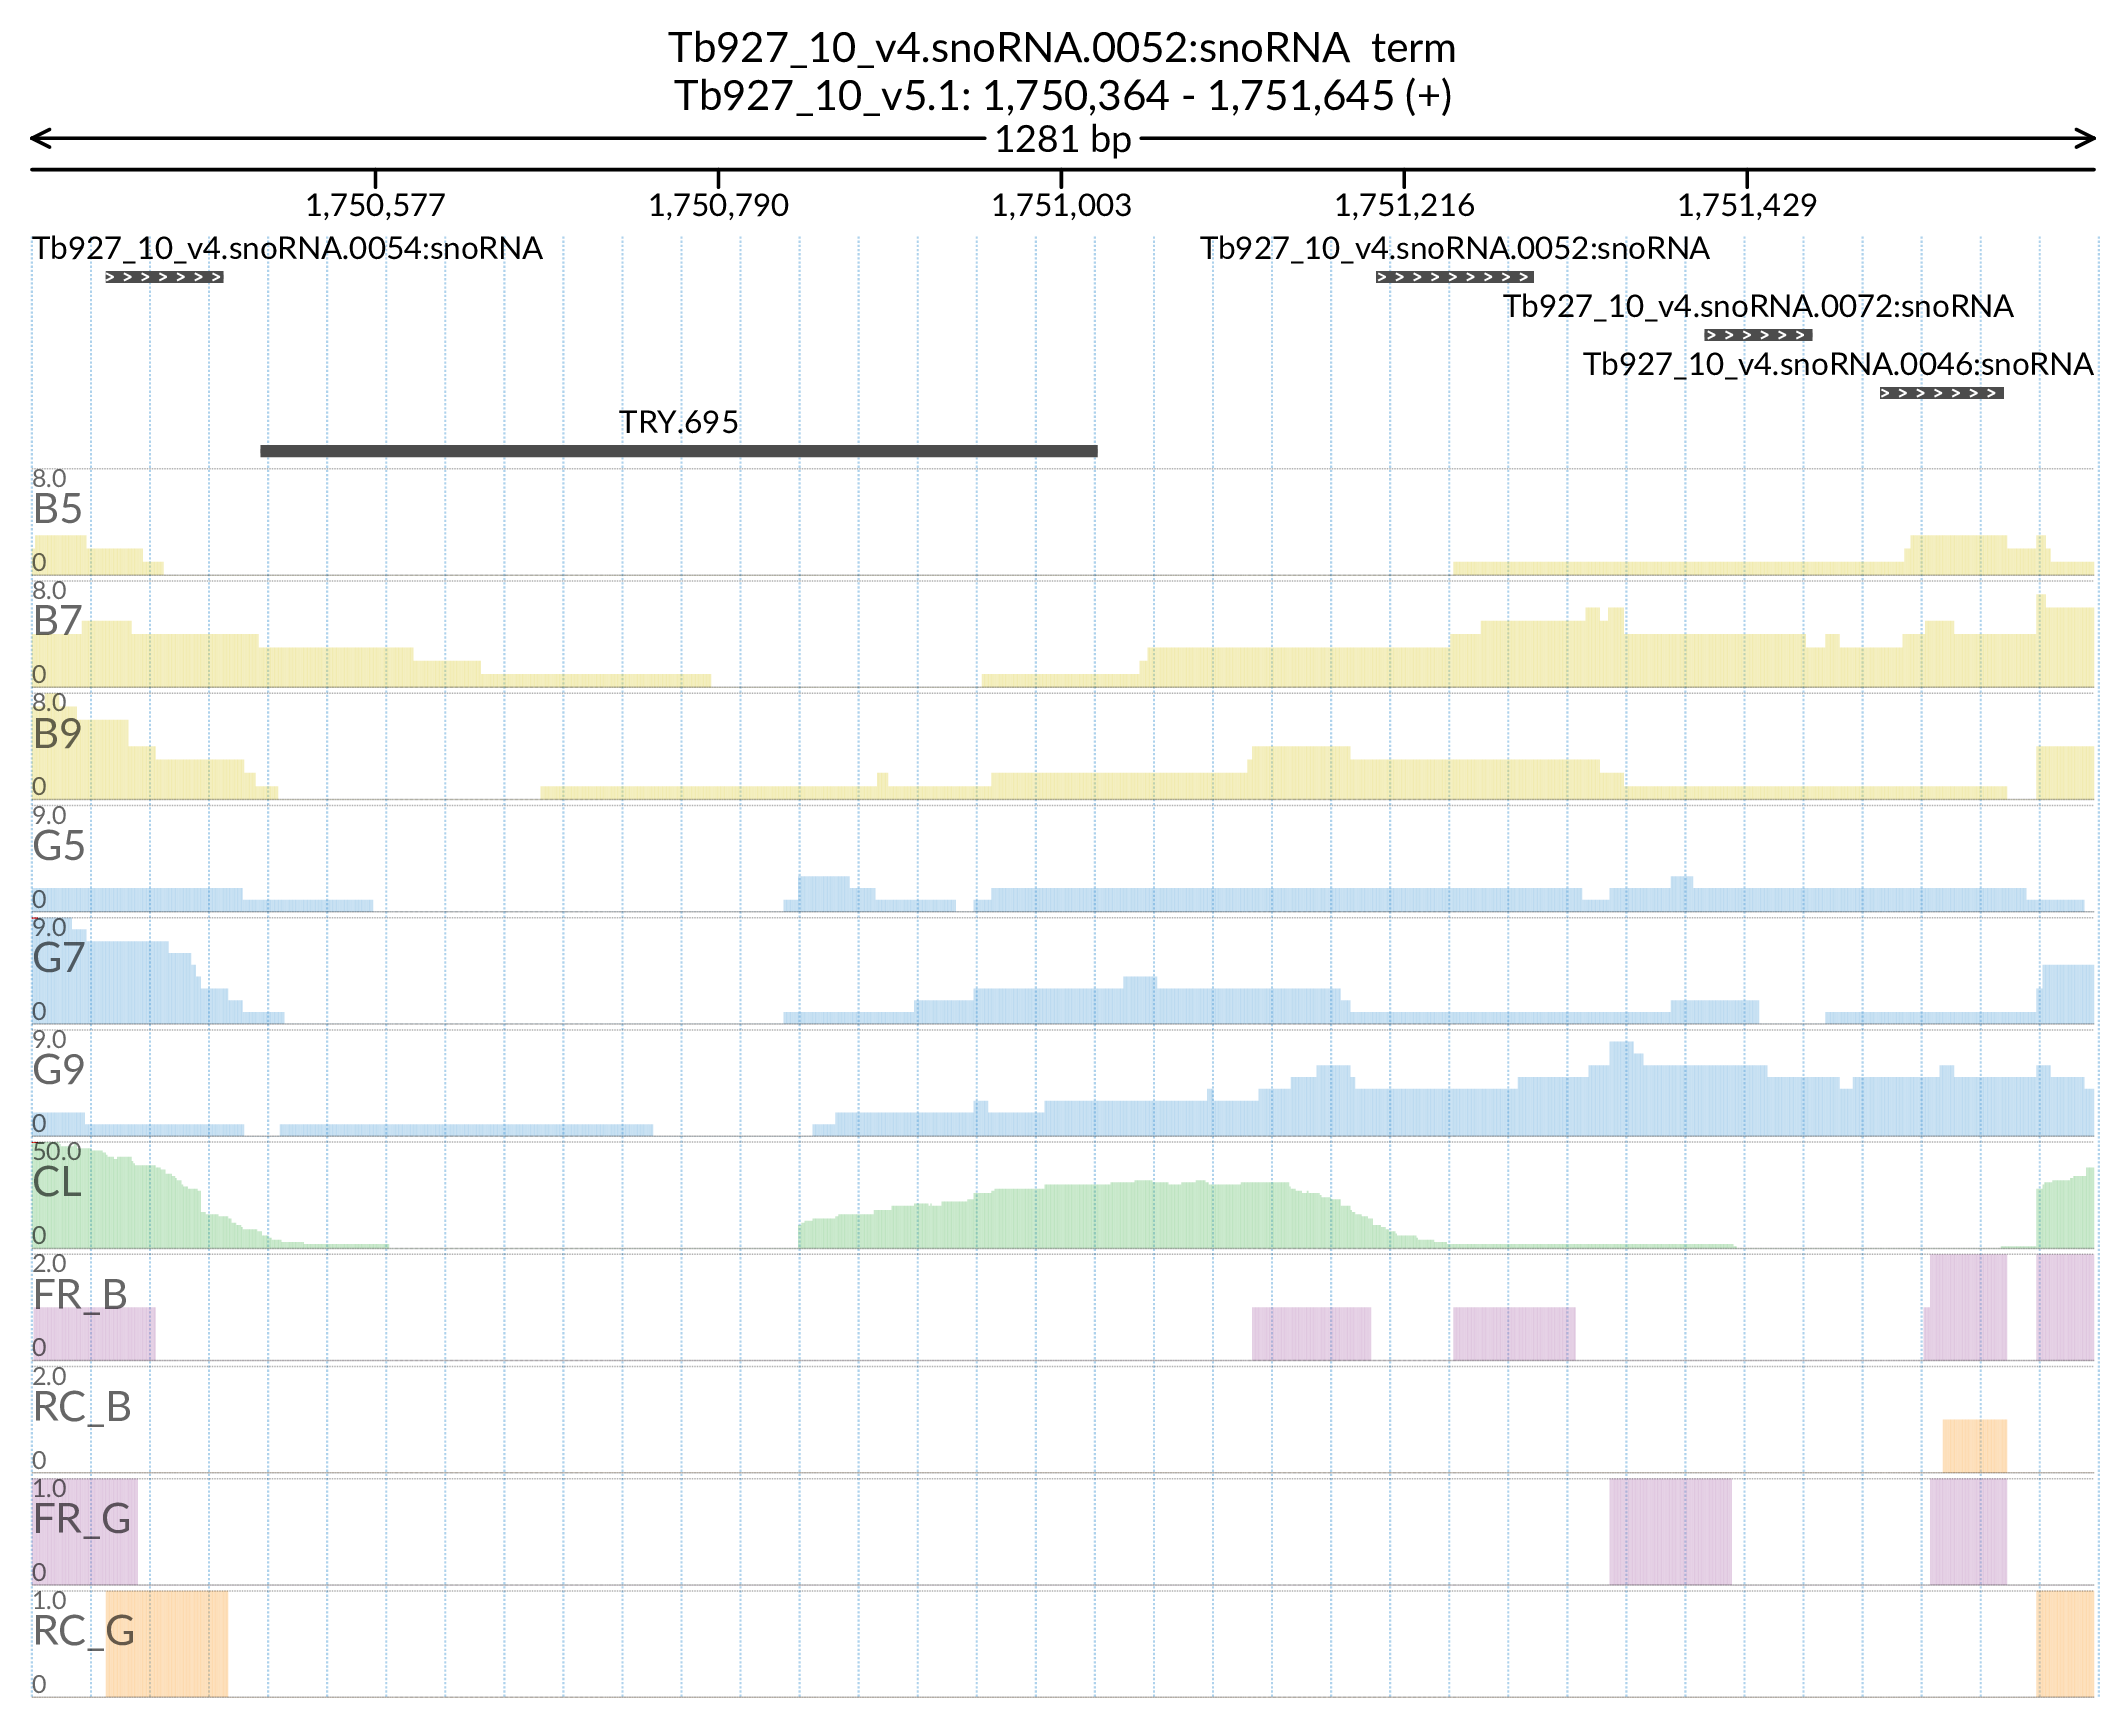 Tb927_10_v4.snoRNA.0052:snoRNA  term
Tb927_10_v5.1: 1,750,364 - 1,751,645 (+)
1281 bp
1,750,577 1,750,790 1,751,003 1,751,216 1,751,429
Tb927_10_v4.snoRNA.0054:snoRNA Tb927_10_v4.snoRNA.0052:snoRNA
Tb927_10_v4.snoRNA.0072:snoRNA
Tb927_10_v4.snoRNA.0046:snoRNA
TRY.695
8.0
B5
0
8.0
B7
0
8.0
B9
0
9.0
G5
0
9.0
G7
0
9.0
G9
0
50.0
CL
0
2.0
FR_B
0
2.0
RC_B
0
1.0
FR_G
0
1.0
RC_G
0